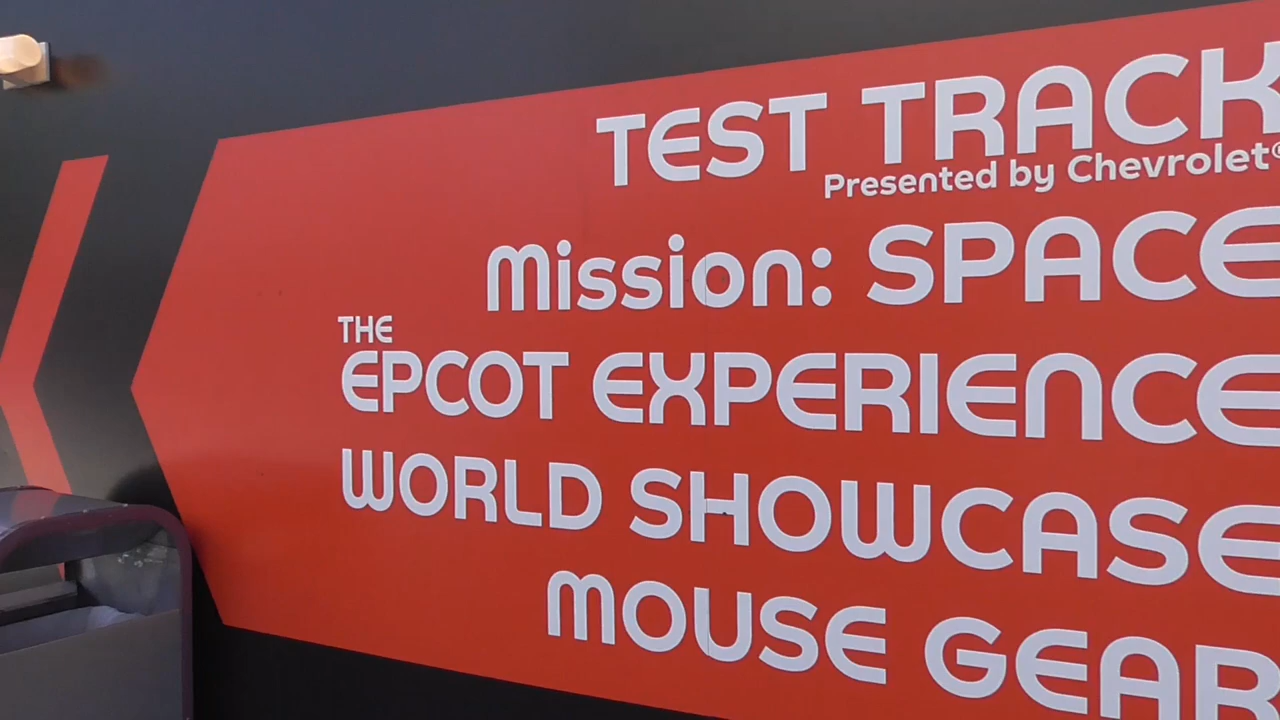 TEST TRACK
Presented by Chevrolet®
Mission: SPACE
THE
EPCOT EXPERIENCE
WORLD SHOWCASE
MOUSE GEAR